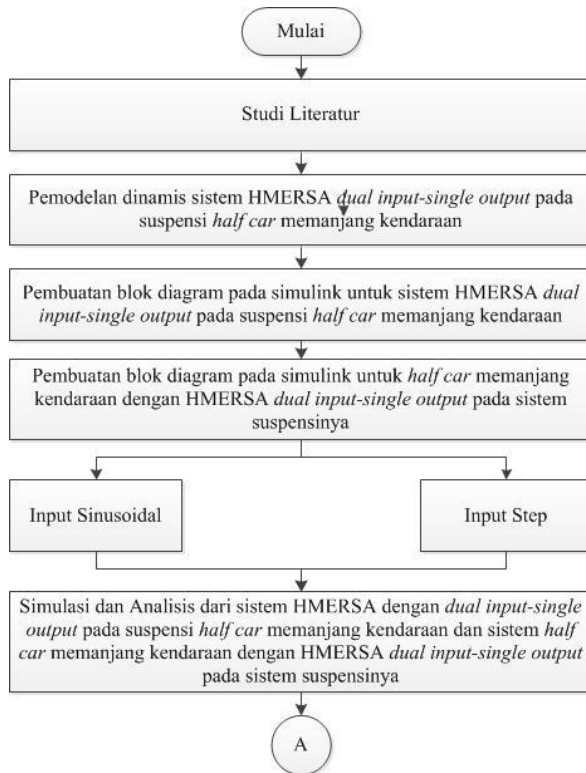 Mulai
Studi Literatur
Pemodelan dinamis sistem HMERSA dual input-single output pada
suspensi half car memanjang kendaraan
Pembuatan blok diagram pada simulink untuk sistem HMERSA dual
input-single output pada suspensi half car memanjang kendaraan
Pembuatan blok diagram pada simulink untuk half car memanjang
kendaraan dengan HMERSA dual input-single output pada sistem
suspensinya
Input Sinusoidal
Input Step
Simulasi dan Analisis dari sistem HMERSA dengan dual input-single
output pada suspensi half car memanjang kendaraan dan sistem half
car memanjang kendaraan dengan HMERSA dual input-single output
pada sistem suspensinya
A